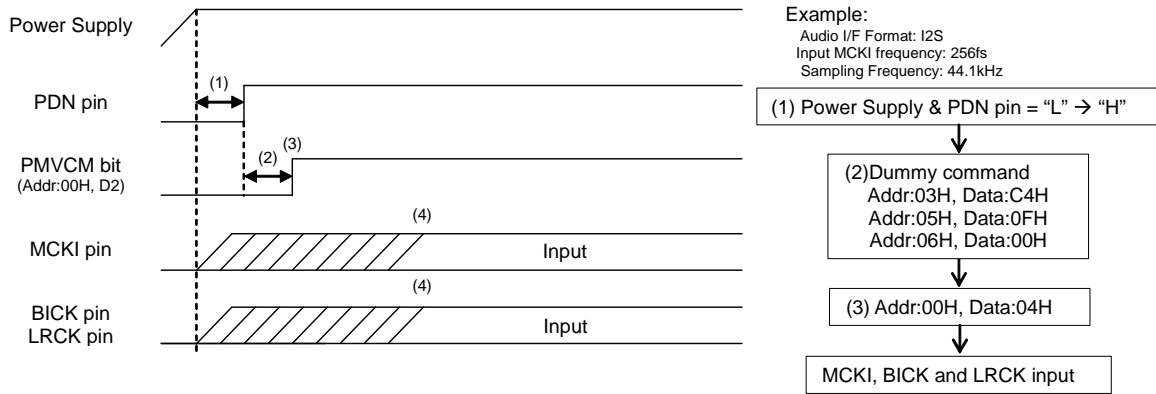 Power Supply
PDN pin
PMVCM bit
(Addr:00H, D2)
MCKI pin
BICK pin
LRCK pin
(1)
(2)
(3)
(4)
Input
(4)
Input
Example:
Audio I/F Format: I2S
Input MCKI frequency: 256fs
Sampling Frequency: 44.1kHz
(1) Power Supply & PDN pin = “L” → “H”
(2)Dummy command
Addr:03H, Data:C4H
Addr:05H, Data:0FH
Addr:06H, Data:00H
(3) Addr:00H, Data:04H
MCKI, BICK and LRCK input